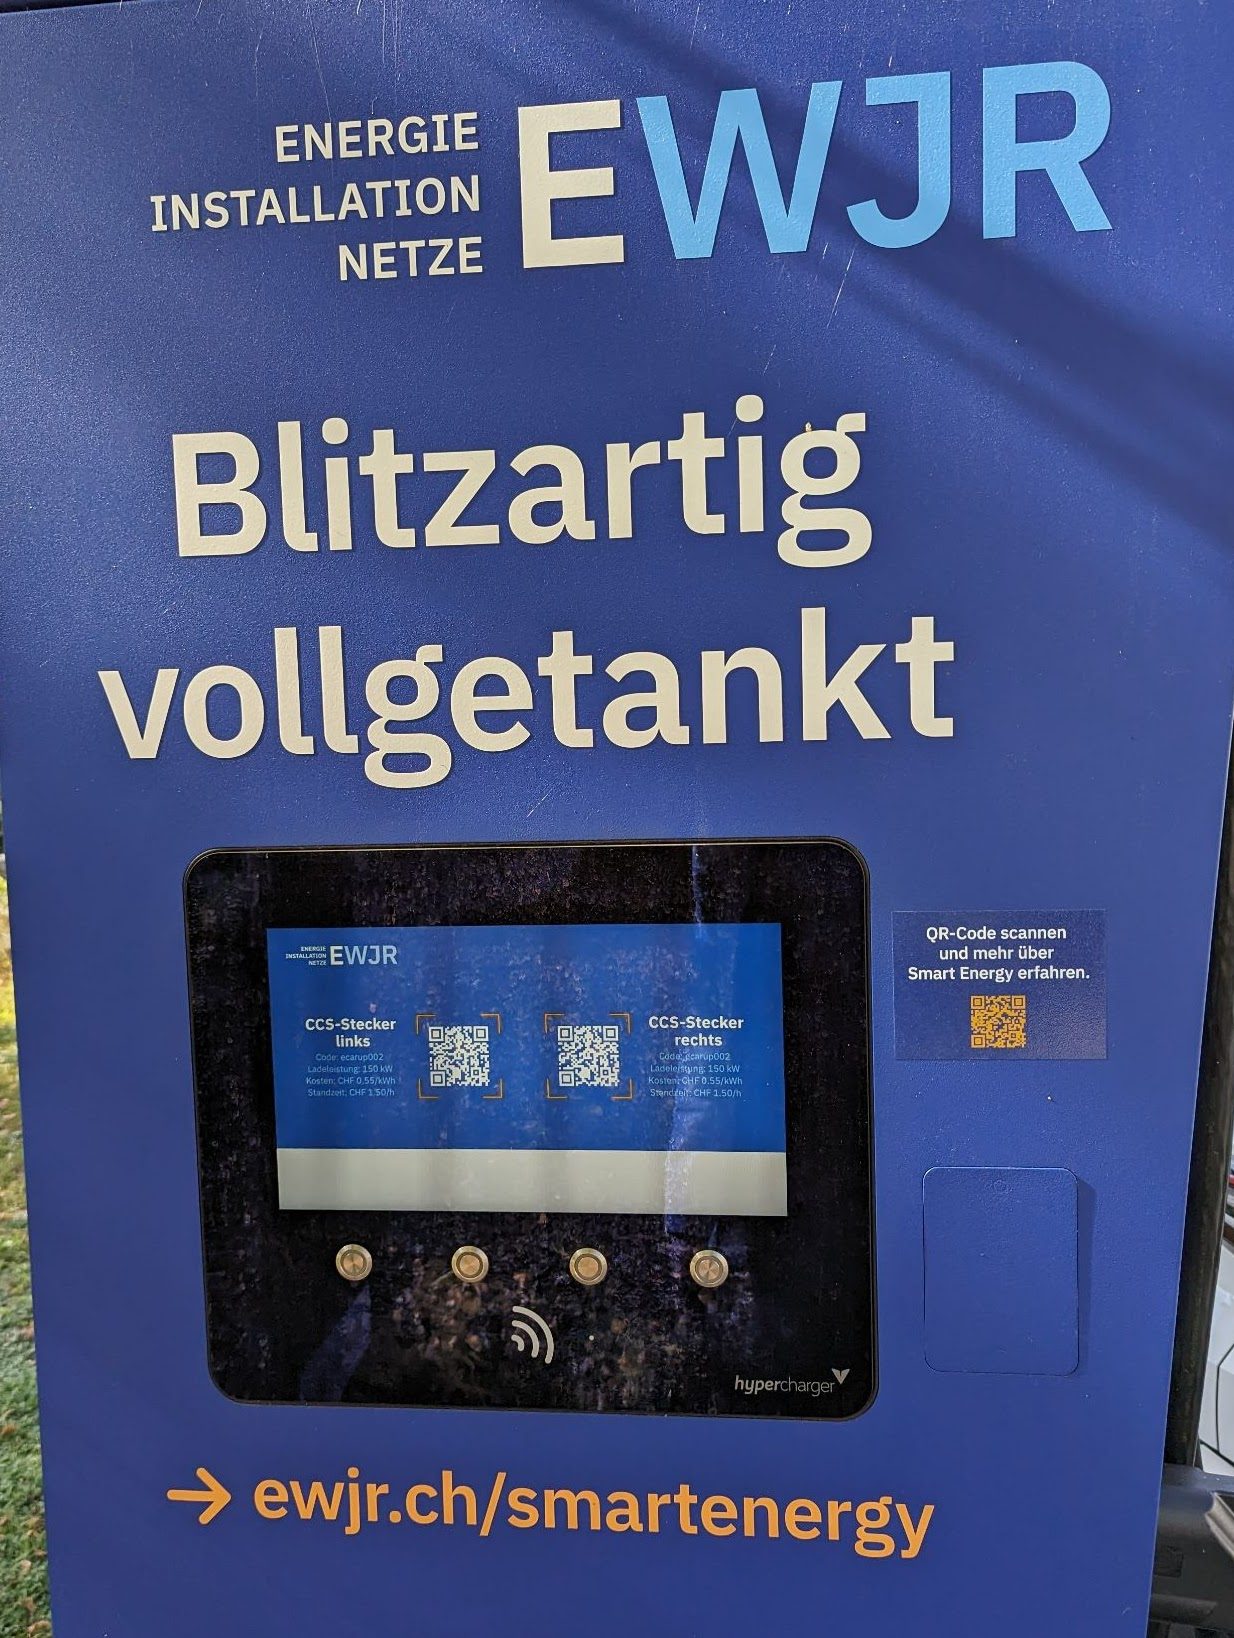 ENERGIE
INSTALLATION
NETZE
EWJR
Blitzartig
vollgetankt
ENERGIE
INSTALLATION
NETZE
EWJR
CCS-Stecker
links
Code: ecarup002
Ladeleistung: 150 kW
Kosten: CHF 0.55/kWh
Standzeit: CHF 1.50/h
CCS-Stecker
rechts
Code: ecarup002
Ladeleistung: 150 kW
Kosten: CHF 0.55/kWh
Standzeit: CHF 1.50/h
QR-Code scannen
und mehr über
Smart Energy erfahren.
hypercharger
→ ewjr.ch/smartenergy